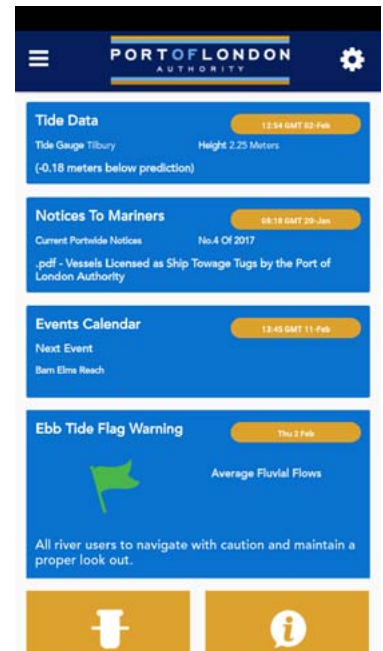 PORTOFLONDON
AUTHORITY
Tide Data
12:54 GMT 02-Feb
Tide Gauge Tilbury Height 2.25 Meters
(-0.18 meters below prediction)
Notices To Mariners
08:18 GMT 20-Jan
Current Portwide Notices No.4 Of 2017
.pdf - Vessels Licensed as Ship Towage Tugs by the Port of
London Authority
Events Calendar
13:45 GMT 11-Feb
Next Event
Barn Elms Reach
Ebb Tide Flag Warning
Thu 2 Feb
Average Fluvial Flows
All river users to navigate with caution and maintain a
proper look out.